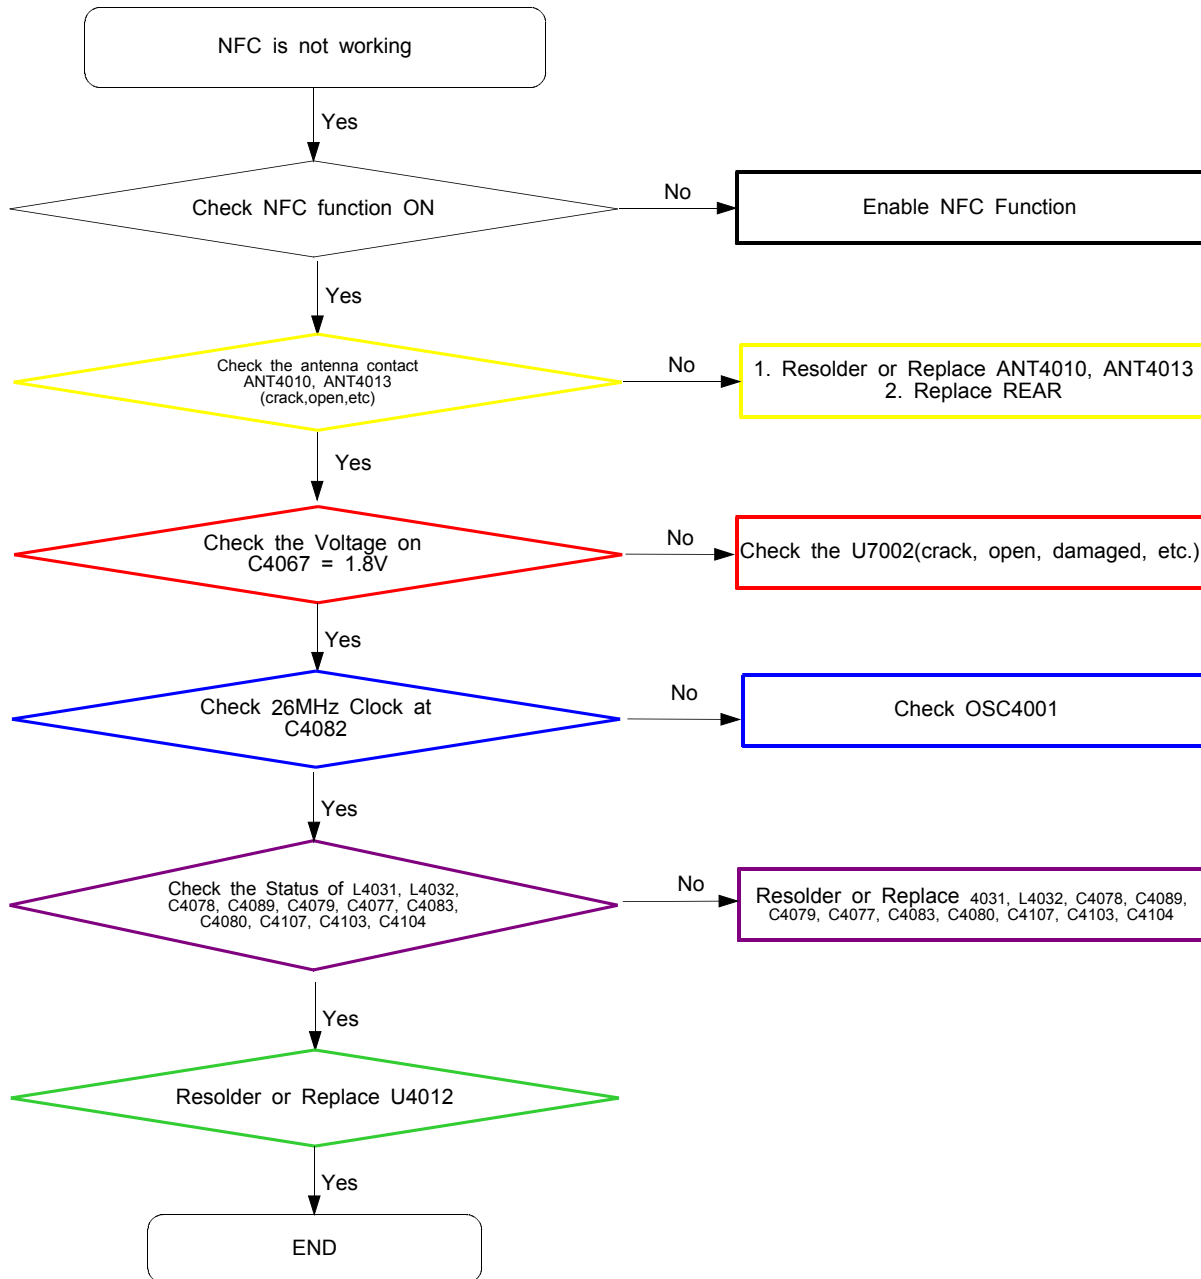 NFC is not working
Yes
Check NFC function ON
No
Enable NFC Function
Yes
Check the antenna contact
ANT4010, ANT4013
(crack,open,etc)
No
1. Resolder or Replace ANT4010, ANT4013
2. Replace REAR
Yes
Check the Voltage on
C4067 = 1.8V
No
Check the U7002(crack, open, damaged, etc.)
Yes
Check 26MHz Clock at
C4082
No
Check OSC4001
Yes
Check the Status of L4031, L4032,
C4078, C4089, C4079, C4077, C4083,
C4080, C4107, C4103, C4104
No
Resolder or Replace 4031, L4032, C4078, C4089,
C4079, C4077, C4083, C4080, C4107, C4103, C4104
Yes
Resolder or Replace U4012
Yes
END